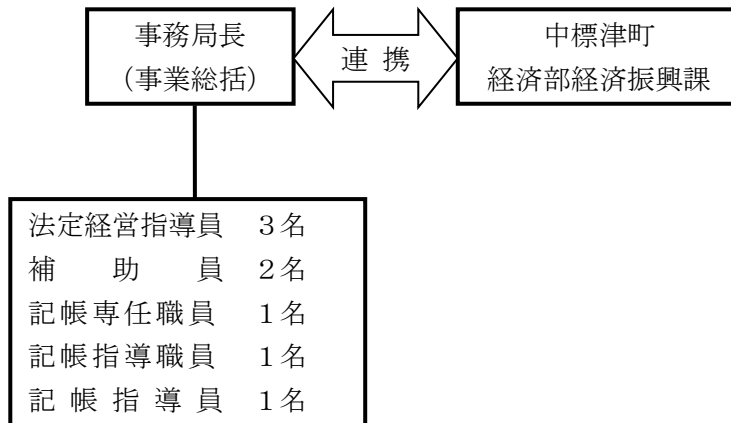 事務局長
(事業総括)
連 携
中標津町
経済部経済振興課
法定経営指導員 3名
補 助 員 2名
記帳専任職員 1名
記帳指導職員 1名
記 帳 指 導 員 1名